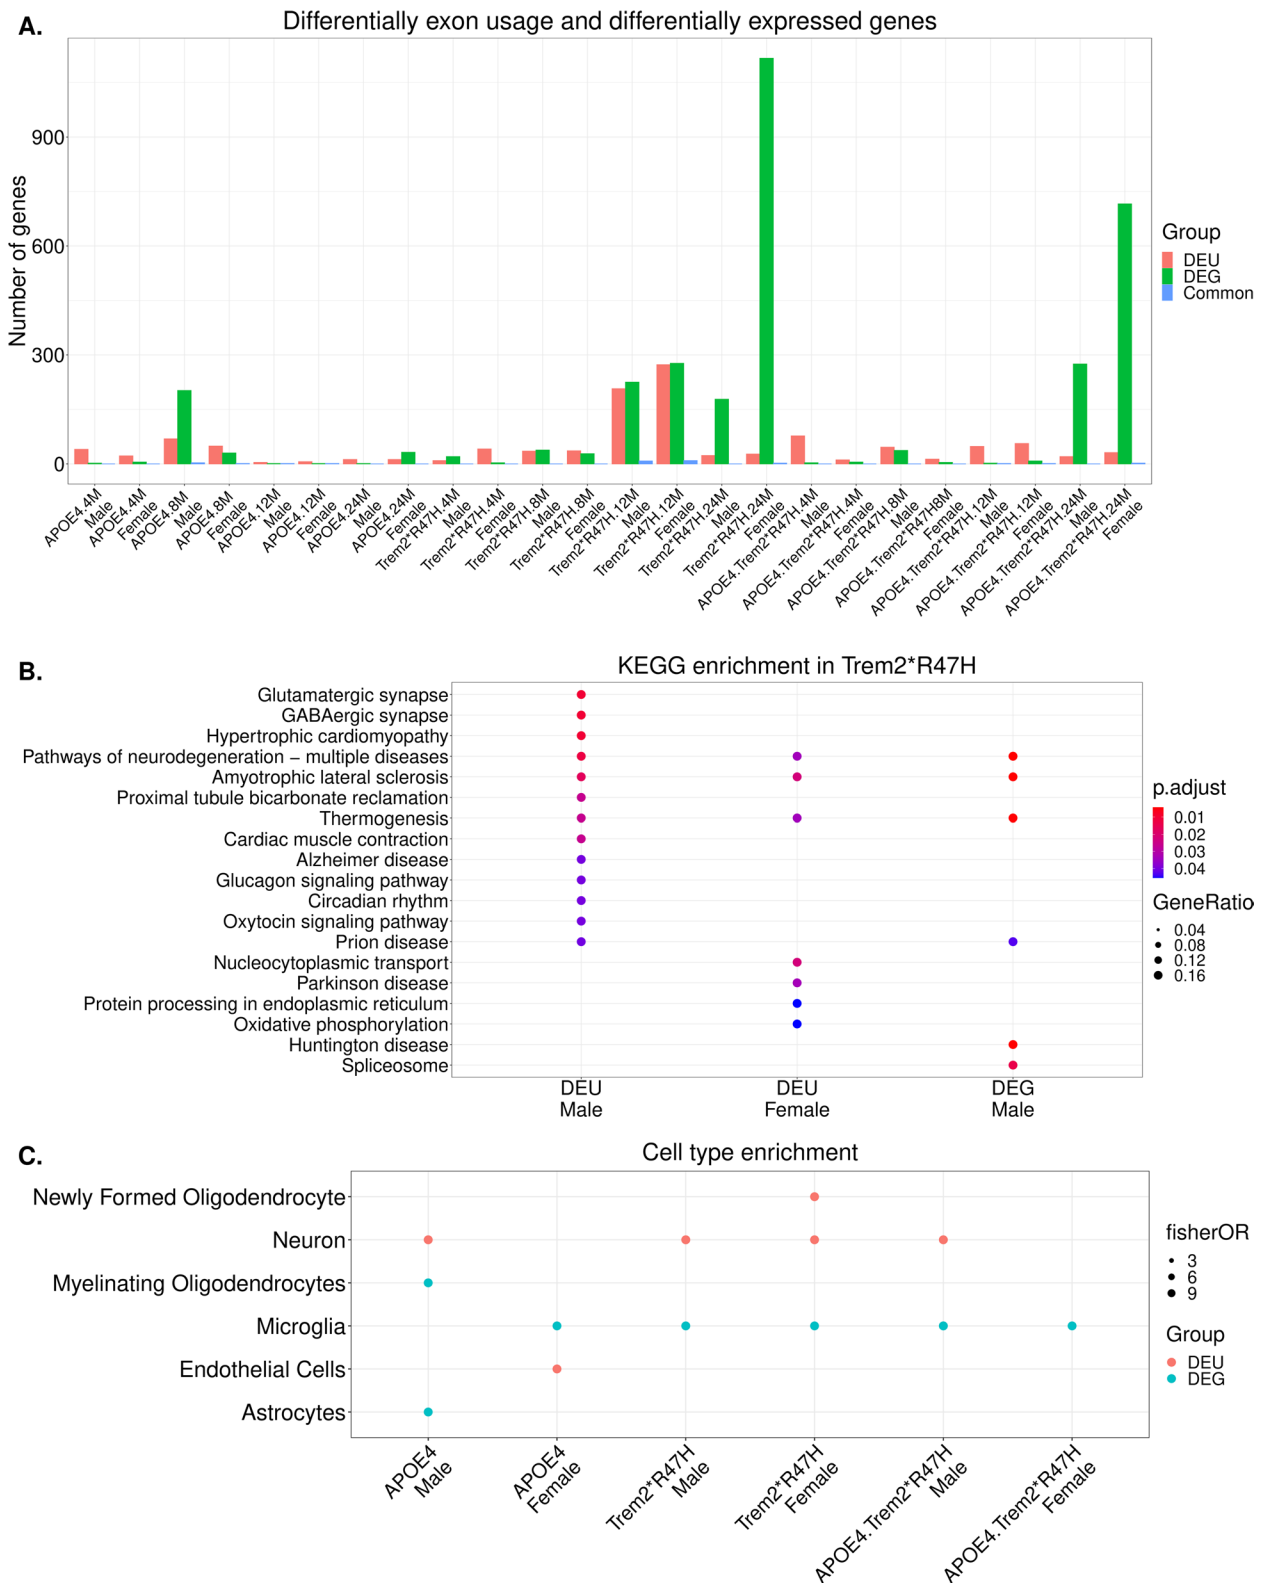 A.
Differentially exon usage and differentially expressed genes
Number of genes
900
600
300
0
APOE4.4M
Male
APOE4.4M
Female
APOE4.8M
Male
APOE4.8M
Female
APOE4.12M
Male
APOE4.12M
Female
APOE4.24M
Male
APOE4.24M
Female
Trem2*R47H.4M
Male
Trem2*R47H.4M
Female
Trem2*R47H.8M
Male
Trem2*R47H.8M
Female
Trem2*R47H.12M
Male
Trem2*R47H.12M
Female
Trem2*R47H.24M
Male
Trem2*R47H.24M
Female
APOE4.Trem2*R47H.4M
Male
APOE4.Trem2*R47H.4M
Female
APOE4.Trem2*R47H.8M
Male
APOE4.Trem2*R47H8M
Female
APOE4.Trem2*R47H.12M
Male
APOE4.Trem2*R47H.12M
Female
APOE4.Trem2*R47H.24M
Male
APOE4.Trem2*R47H.24M
Female
Group
DEU
DEG
Common
B.
KEGG enrichment in Trem2*R47H
Glutamatergic synapse
GABAergic synapse
Hypertrophic cardiomyopathy
Pathways of neurodegeneration − multiple diseases
Amyotrophic lateral sclerosis
Proximal tubule bicarbonate reclamation
Thermogenesis
Cardiac muscle contraction
Alzheimer disease
Glucagon signaling pathway
Circadian rhythm
Oxytocin signaling pathway
Prion disease
Nucleocytoplasmic transport
Parkinson disease
Protein processing in endoplasmic reticulum
Oxidative phosphorylation
Huntington disease
Spliceosome
DEU
Male
DEU
Female
DEG
Male
p.adjust
0.01
0.02
0.03
0.04
GeneRatio
0.04
0.08
0.12
0.16
C.
Cell type enrichment
Newly Formed Oligodendrocyte
Neuron
Myelinating Oligodendrocytes
Microglia
Endothelial Cells
Astrocytes
APOE4
Male
APOE4
Female
Trem2*R47H
Male
Trem2*R47H
Female
APOE4.Trem2*R47H
Male
APOE4.Trem2*R47H
Female
fisherOR
3
6
9
Group
DEU
DEG